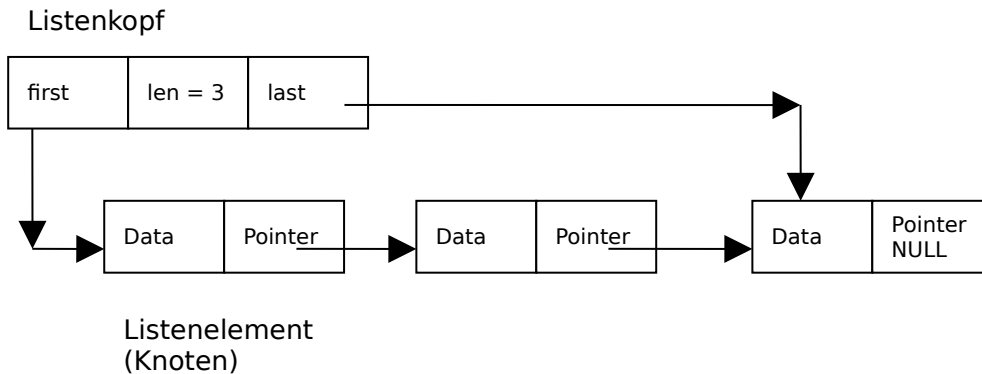 Listenkopf
first
len = 3
last
Data
Pointer
Data
Pointer
Data
Pointer
NULL
Listenelement
(Knoten)